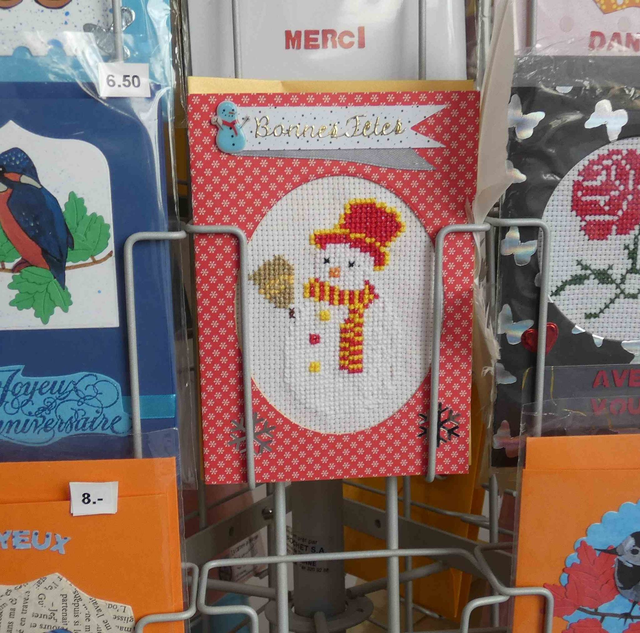 MERCI
DAN
6.50
Bonnes Fêtes
Joyeux
Anniversaire
AVE
VOU
8.-
YEUX